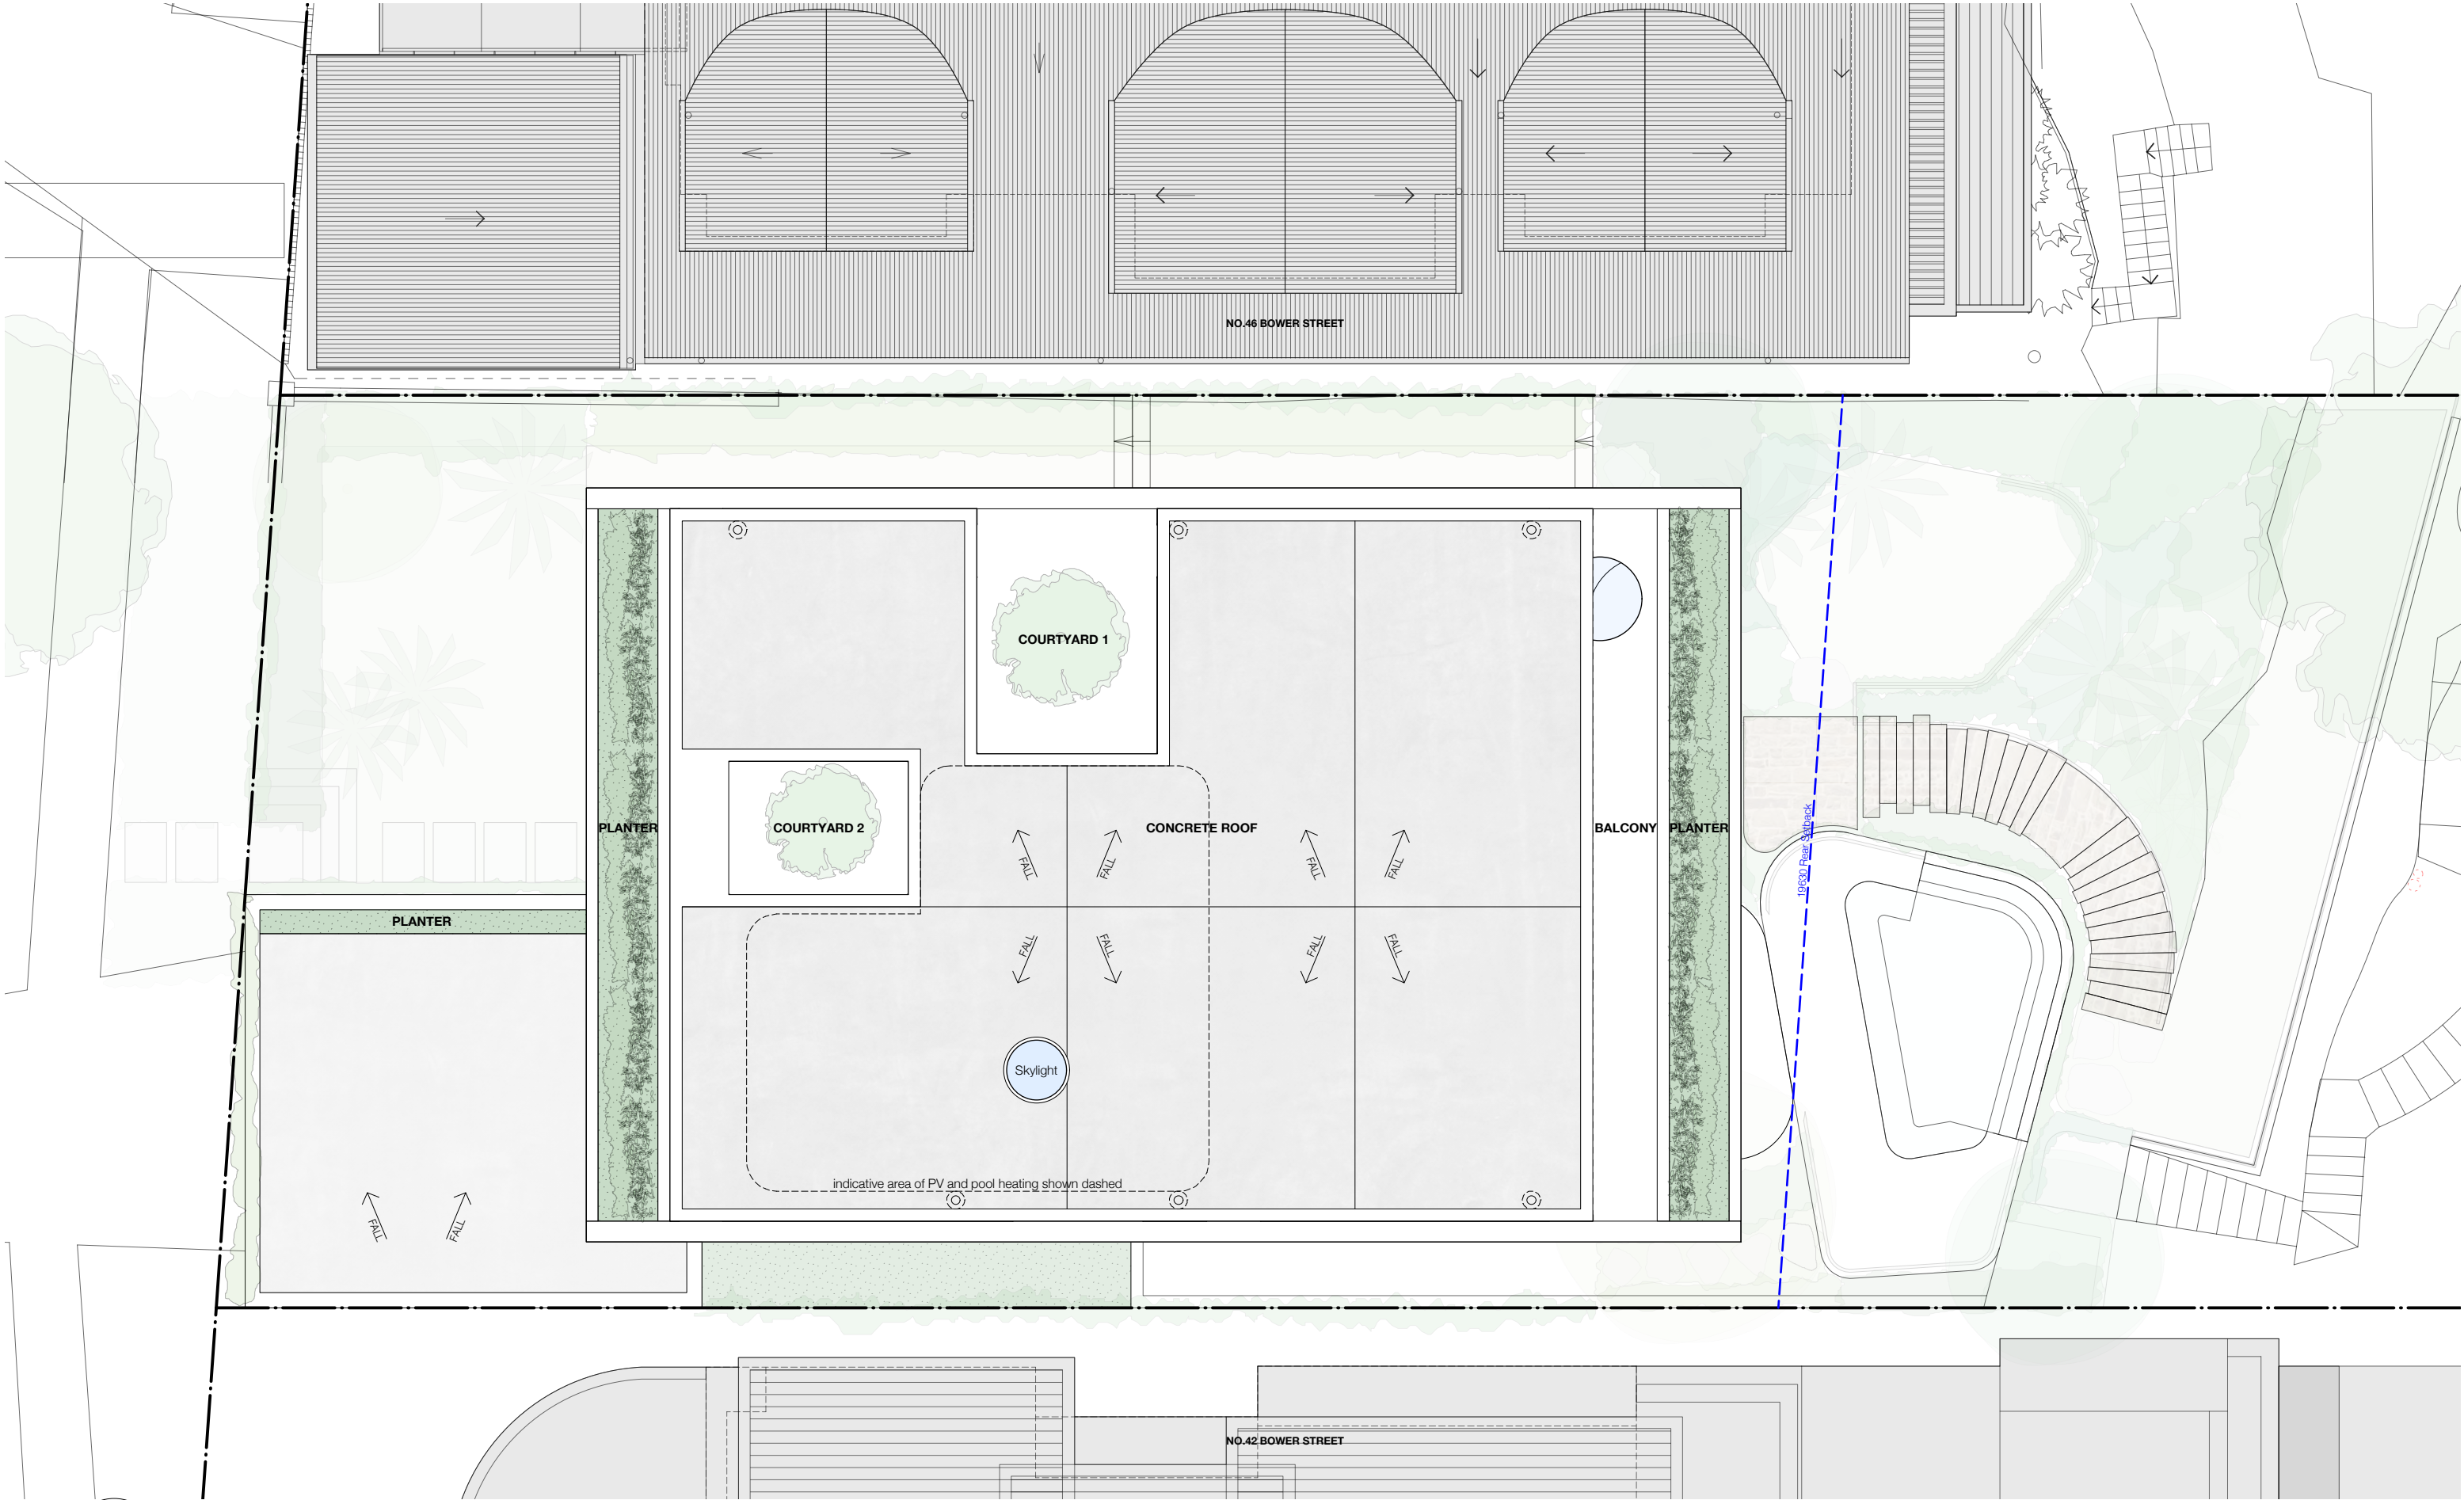 NO.46 BOWER STREET
COURTYARD 1
PLANTER
COURTYARD 2
CONCRETE ROOF
BALCONY
PLANTER
19630 Rear Setback
FALL
FALL
FALL
FALL
PLANTER
FALL
FALL
FALL
FALL
Skylight
indicative area of PV and pool heating shown dashed
FALL
FALL
NO.42 BOWER STREET